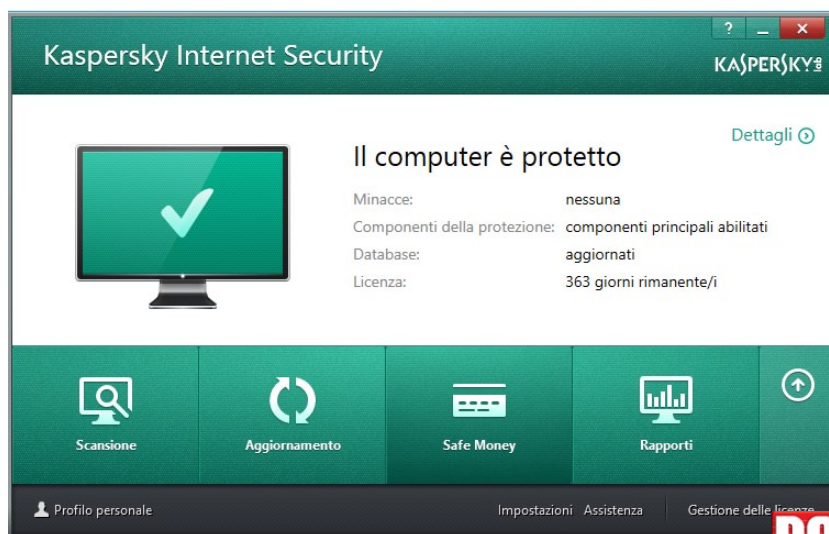 ?
Kaspersky Internet Security
KASPERSKY lab
Dettagli
Il computer è protetto
Minacce: nessuna
Componenti della protezione: componenti principali abilitati
Database: aggiornati
Licenza: 363 giorni rimanente/i
Scansione Aggiornamento Safe Money Rapporti
Profilo personale Impostazioni Assistenza Gestione delle licenze